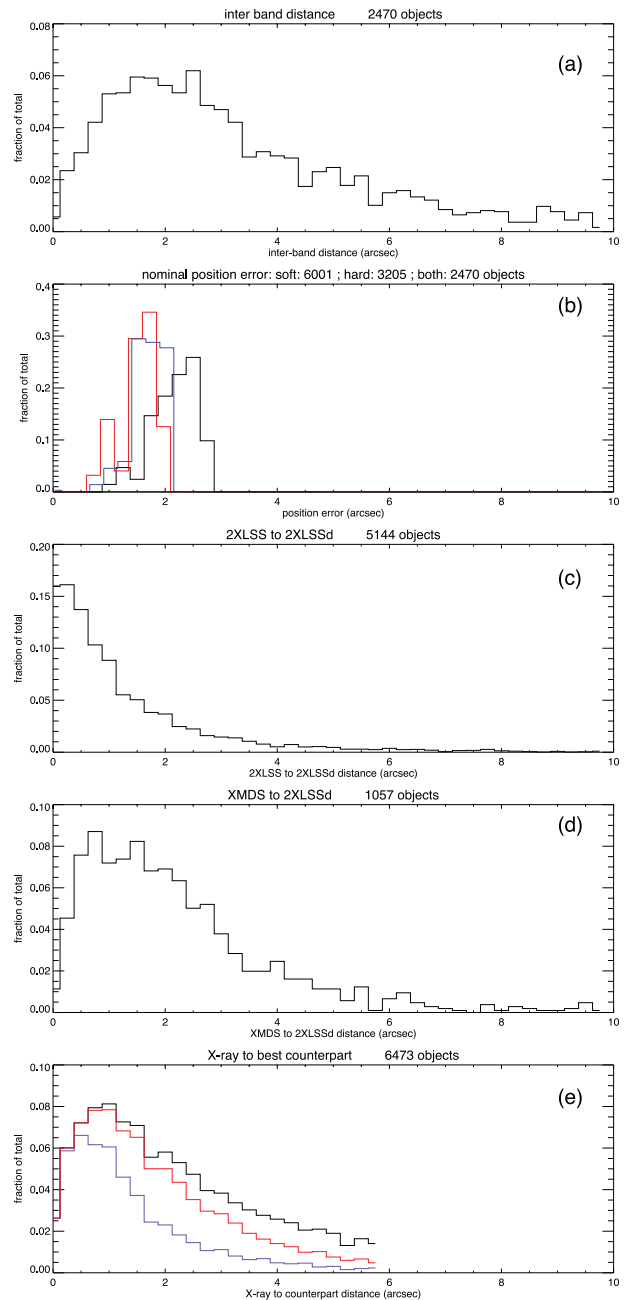 inter band distance 2470 objects
(a)
fraction of total
0.08
0.06
0.04
0.02
0.00
0 2 4 6 8 10
inter-band distance (arcsec)
nominal position error: soft: 6001 ; hard: 3205 ; both: 2470 objects
(b)
fraction of total
0.4
0.3
0.2
0.1
0.0
0 2 4 6 8 10
position error (arcsec)
2XLSS to 2XLSSd 5144 objects
(c)
fraction of total
0.20
0.15
0.10
0.05
0.00
0 2 4 6 8 10
2XLSS to 2XLSSd distance (arcsec)
XMDS to 2XLSSd 1057 objects
(d)
fraction of total
0.10
0.08
0.06
0.04
0.02
0.00
0 2 4 6 8 10
XMDS to 2XLSSd distance (arcsec)
X-ray to best counterpart 6473 objects
(e)
fraction of total
0.10
0.08
0.06
0.04
0.02
0.00
0 2 4 6 8 10
X-ray to counterpart distance (arcsec)